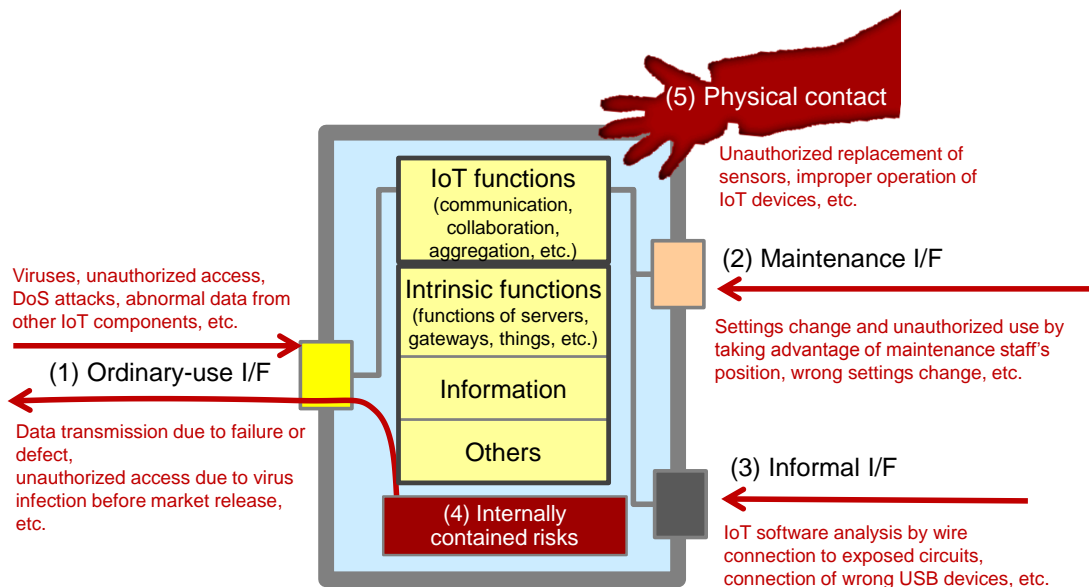 (5) Physical contact
Unauthorized replacement of
sensors, improper operation of
IoT devices, etc.
IoT functions
(communication,
collaboration,
aggregation, etc.)
Intrinsic functions
(functions of servers,
gateways, things, etc.)
Information
Others
(4) Internally
contained risks
Viruses, unauthorized access,
DoS attacks, abnormal data from
other IoT components, etc.
(1) Ordinary-use I/F
Data transmission due to failure or
defect,
unauthorized access due to virus
infection before market release,
etc.
(2) Maintenance I/F
Settings change and unauthorized use by
taking advantage of maintenance staff's
position, wrong settings change, etc.
(3) Informal I/F
IoT software analysis by wire
connection to exposed circuits,
connection of wrong USB devices, etc.